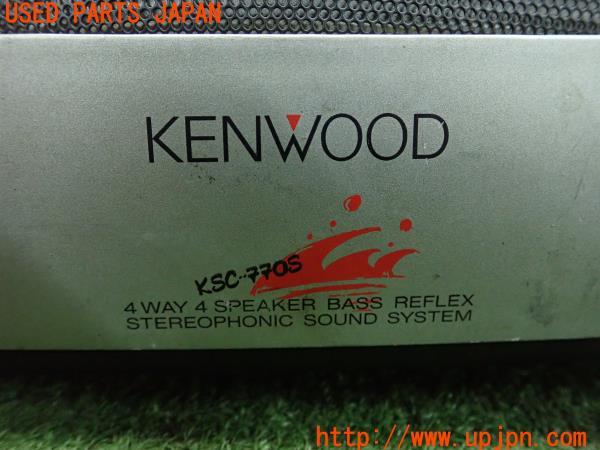 USED PARTS JAPAN
KENWOOD
KSC-770S
4 WAY 4 SPEAKER BASS REFLEX
STEREOPHONIC SOUND SYSTEM
http://www.upjpn.com/